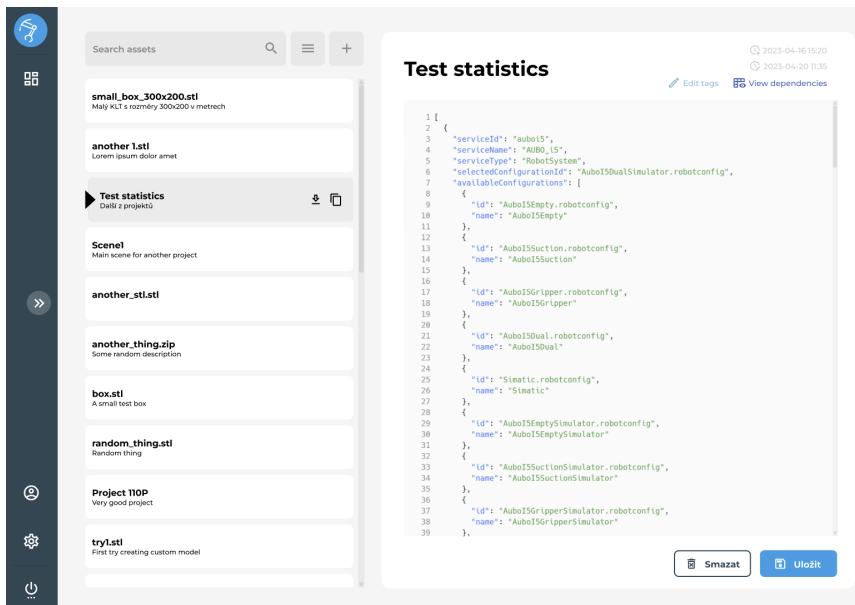 Search assets
small_box_300x200.stl
Malý KLT s rozměry 300x200 v metrech
another 1.stl
Lorem ipsum dolor amet
Test statistics
Další z projektů
Scene1
Main scene for another project
another_stl.stl
another_thing.zip
Some random description
box.stl
A small test box
random_thing.stl
Random thing
Project 110P
Very good project
try1.stl
First try creating custom model
Test statistics
2023-04-16 15:20
2023-04-20 11:35
Edit tags View dependencies
1 [
2 {
3 "serviceId": "auboi5",
4 "serviceName": "AUBO_i5",
5 "serviceType": "RobotSystem",
6 "selectedConfigurationId": "AuboI5DualSimulator.robotconfig",
7 "availableConfigurations": [
8 {
9 "id": "AuboI5Empty.robotconfig",
10 "name": "AuboI5Empty"
11 },
12 {
13 "id": "AuboI5Suction.robotconfig",
14 "name": "AuboI5Suction"
15 },
16 {
17 "id": "AuboI5Gripper.robotconfig",
18 "name": "AuboI5Gripper"
19 },
20 {
21 "id": "AuboI5Dual.robotconfig",
22 "name": "AuboI5Dual"
23 },
24 {
25 "id": "Simatic.robotconfig",
26 "name": "Simatic"
27 },
28 {
29 "id": "AuboI5EmptySimulator.robotconfig",
30 "name": "AuboI5EmptySimulator"
31 },
32 {
33 "id": "AuboI5SuctionSimulator.robotconfig",
34 "name": "AuboI5SuctionSimulator"
35 },
36 {
37 "id": "AuboI5GripperSimulator.robotconfig",
38 "name": "AuboI5GripperSimulator"
39 },
Smazat Uložit